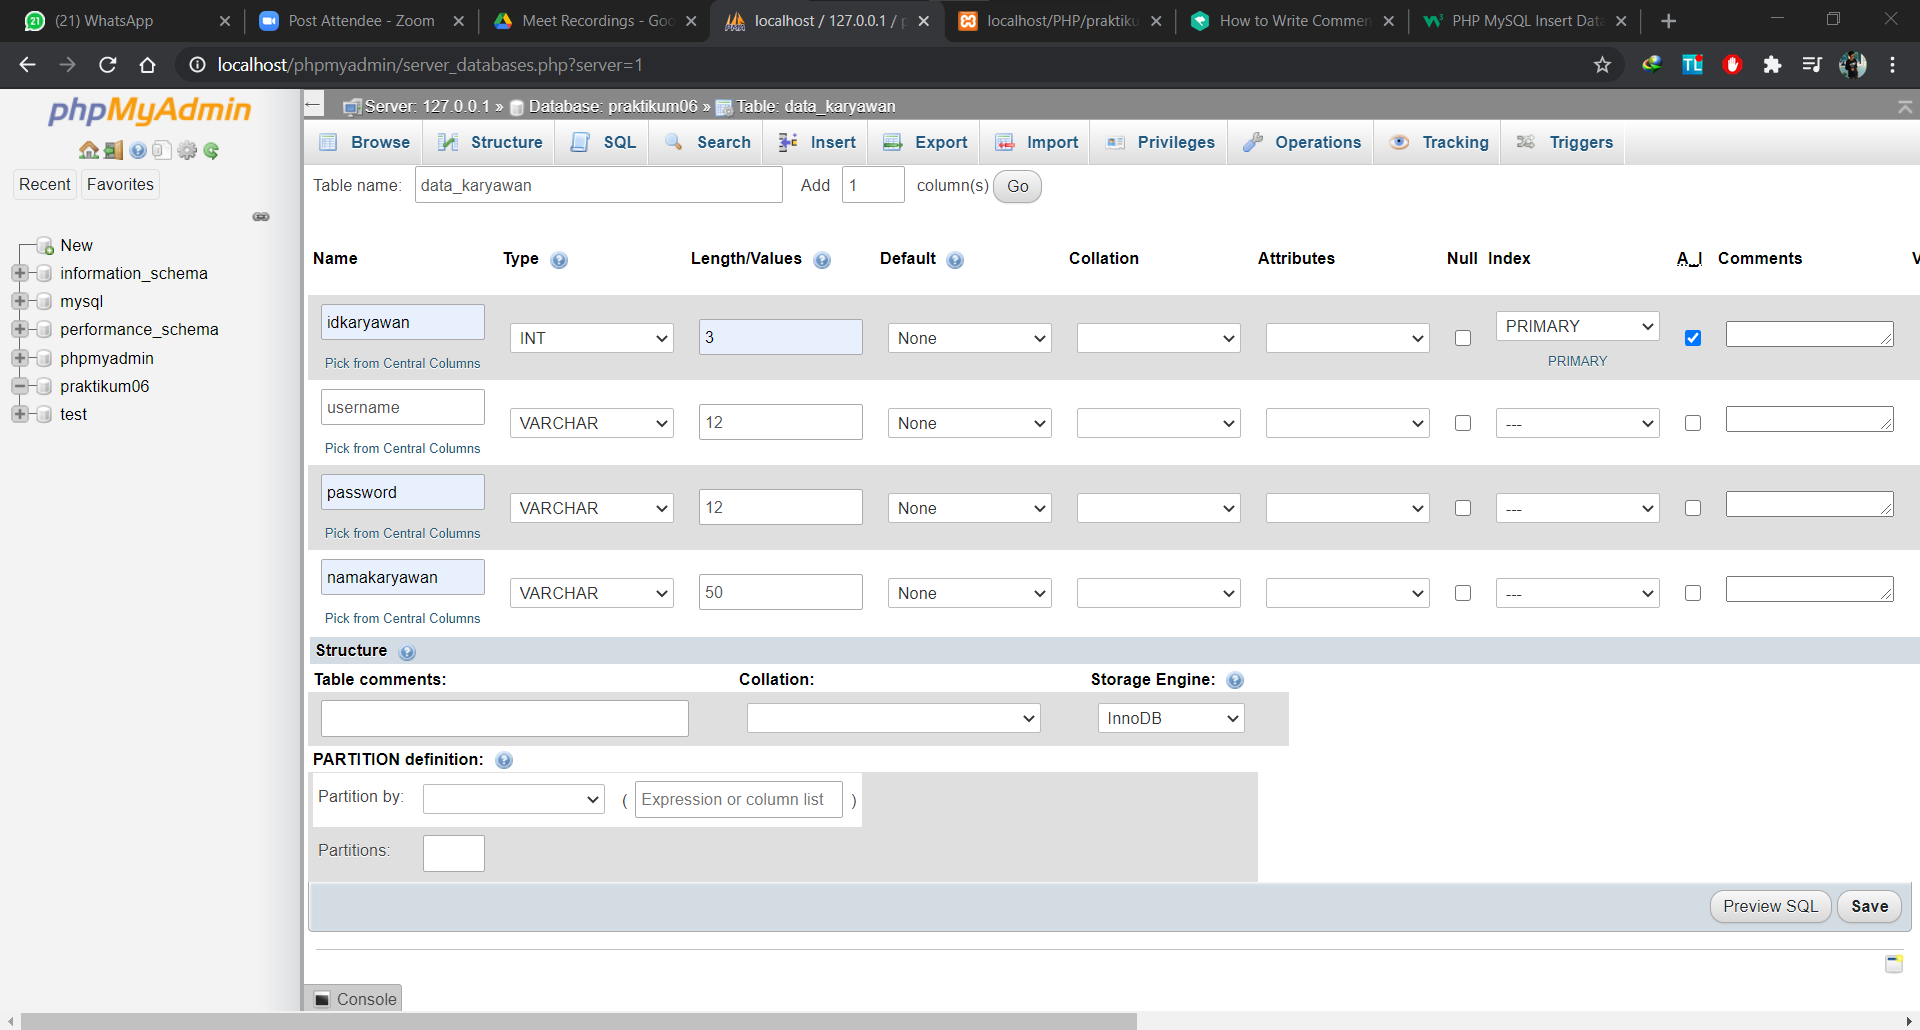 (21) WhatsApp
Post Attendee - Zoom
Meet Recordings - Goo
localhost / 127.0.0.1 / p
localhost/PHP/praktiku
How to Write Commen
PHP MySQL Insert Data
localhost/phpmyadmin/server_databases.php?server=1
phpMyAdmin
Recent
Favorites
New
information_schema
mysql
performance_schema
phpmyadmin
praktikum06
test
Server: 127.0.0.1 » Database: praktikum06 » Table: data_karyawan
Browse Structure SQL Search Insert Export Import Privileges Operations Tracking Triggers
Table name: data_karyawan Add 1 column(s) Go
Name Type Length/Values Default Collation Attributes Null Index A_I Comments V
idkaryawan INT 3 None PRIMARY
Pick from Central Columns PRIMARY
username VARCHAR 12 None ---
Pick from Central Columns
password VARCHAR 12 None ---
Pick from Central Columns
namakaryawan VARCHAR 50 None ---
Pick from Central Columns
Structure
Table comments: Collation: Storage Engine:
InnoDB
PARTITION definition:
Partition by: ( Expression or column list )
Partitions:
Preview SQL Save
Console